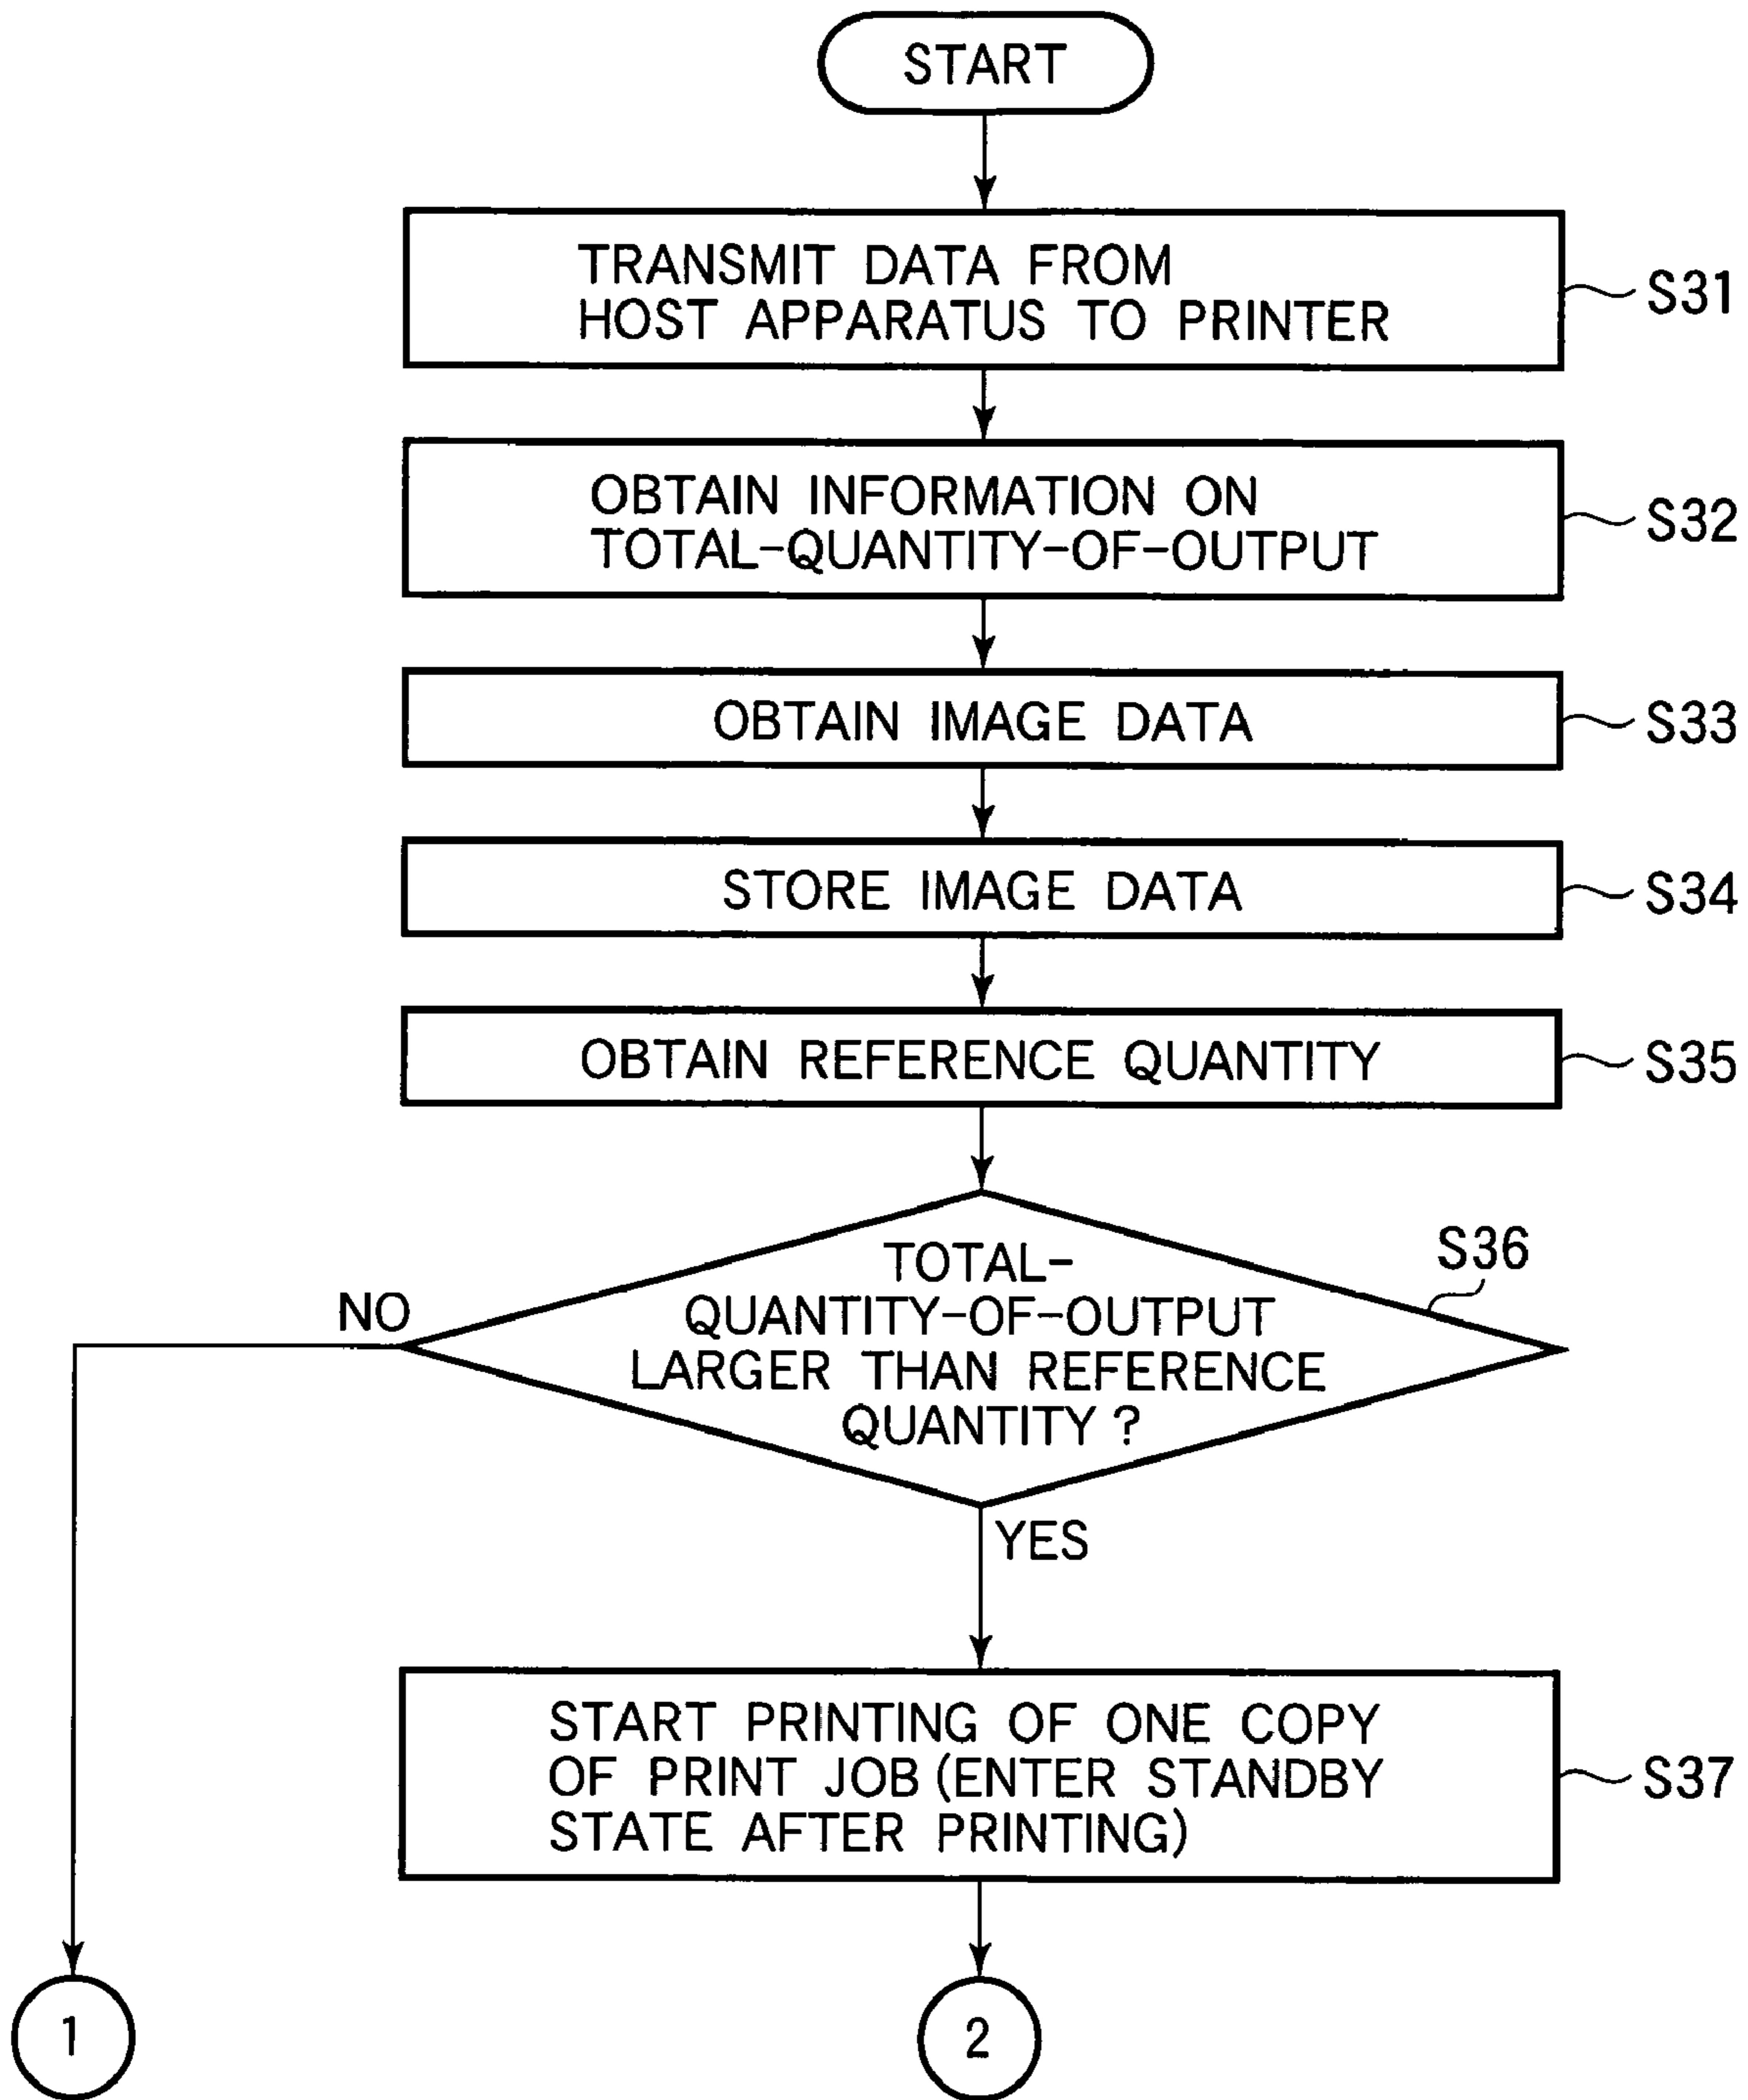 START
TRANSMIT DATA FROM
HOST APPARATUS TO PRINTER
S31
OBTAIN INFORMATION ON
TOTAL-QUANTITY-OF-OUTPUT
S32
OBTAIN IMAGE DATA
S33
STORE IMAGE DATA
S34
OBTAIN REFERENCE QUANTITY
S35
S36
TOTAL-
QUANTITY-OF-OUTPUT
LARGER THAN REFERENCE
QUANTITY ?
NO
YES
START PRINTING OF ONE COPY
OF PRINT JOB (ENTER STANDBY
STATE AFTER PRINTING)
S37
1
2